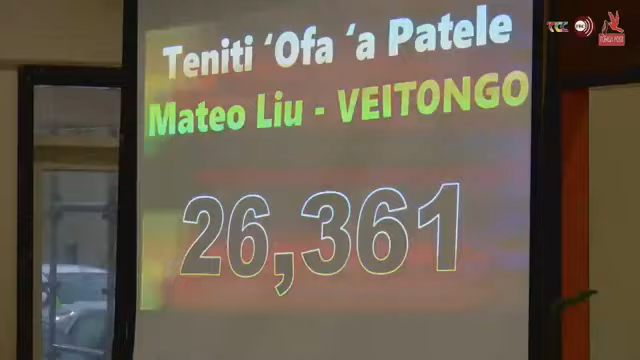 Teniti ‘Ofa ‘a Patele
Mateo Liu - VEITONGO
26,361